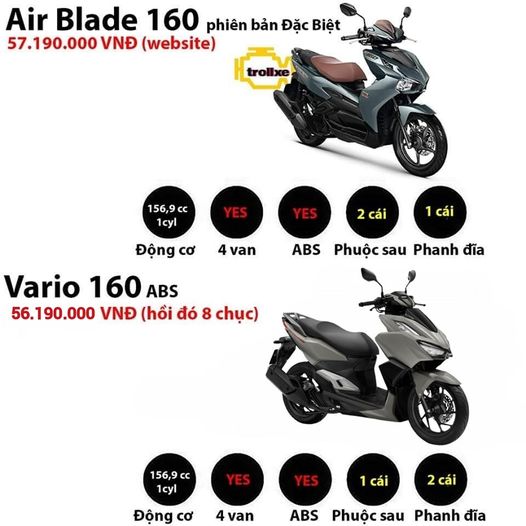 Air Blade 160 phiên bản Đặc Biệt
57.190.000 VNĐ (website)
trollxe
156,9 cc
1cyl
YES
YES
2 cái
1 cái
Động cơ
4 van
ABS
Phuộc sau
Phanh đĩa
Vario 160 ABS
56.190.000 VNĐ (hồi đó 8 chục)
156,9 cc
1cyl
YES
YES
1 cái
2 cái
Động cơ
4 van
ABS
Phuộc sau
Phanh đĩa